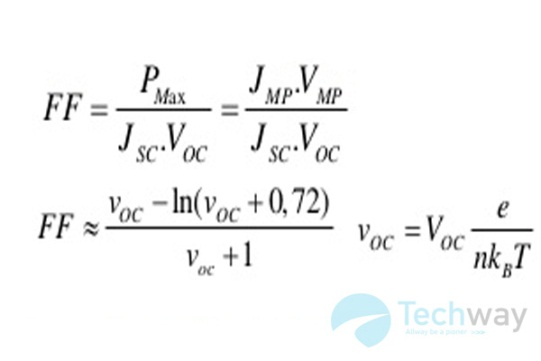 FF = P_Max / J_SC.V_OC = J_MP.V_MP / J_SC.V_OC
FF ≈ v_OC −ln(v_OC +0,72) / v_oc +1   v_OC =V_OC e / nk_BT
Techway